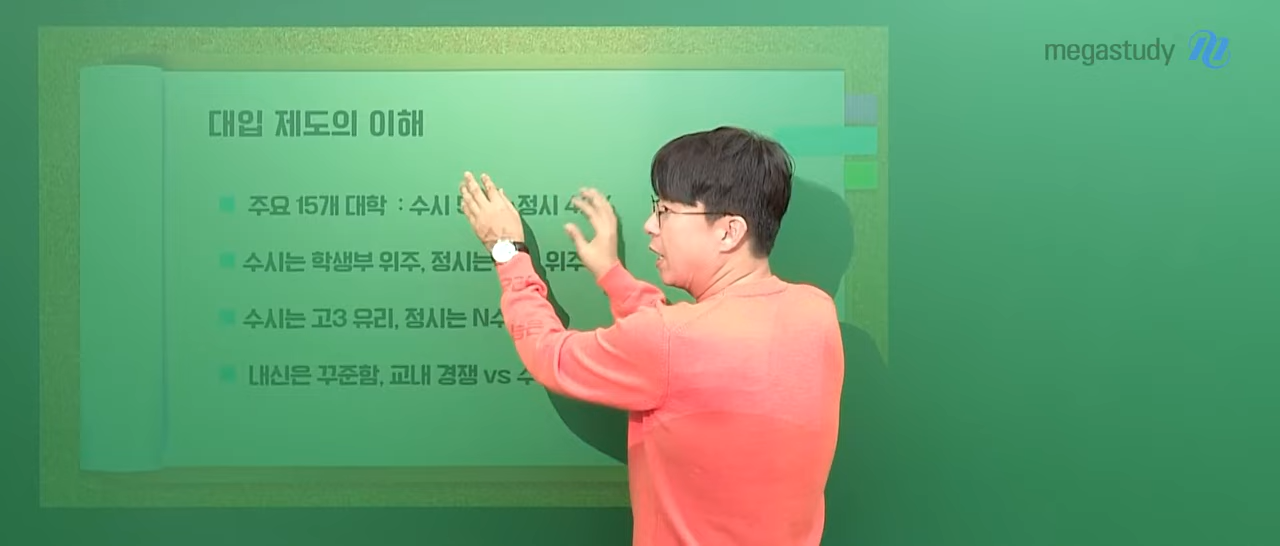 megastudy
대입 제도의 이해
주요 15개 대학 : 수시 정시
수시는 학생부 위주, 정시는 위주
수시는 고3 유리, 정시는
내신은 꾸준함, 교내 경쟁 vs